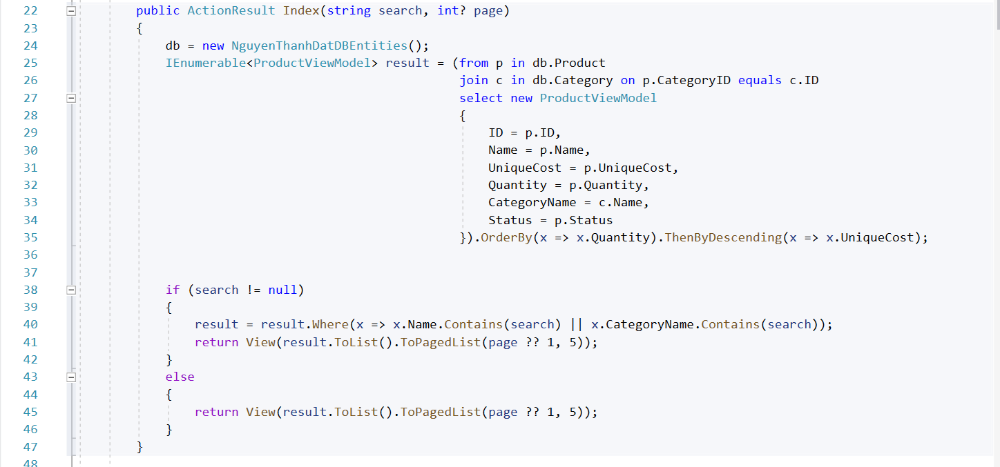 22 public ActionResult Index(string search, int? page)
23 {
24 db = new NguyenThanhDatDBEntities();
25 IEnumerable<ProductViewModel> result = (from p in db.Product
26 join c in db.Category on p.CategoryID equals c.ID
27 select new ProductViewModel
28 {
29 ID = p.ID,
30 Name = p.Name,
31 UniqueCost = p.UniqueCost,
32 Quantity = p.Quantity,
33 CategoryName = c.Name,
34 Status = p.Status
35 }).OrderBy(x => x.Quantity).ThenByDescending(x => x.UniqueCost);
36
37
38 if (search != null)
39 {
40 result = result.Where(x => x.Name.Contains(search) || x.CategoryName.Contains(search));
41 return View(result.ToList().ToPagedList(page ?? 1, 5));
42 }
43 else
44 {
45 return View(result.ToList().ToPagedList(page ?? 1, 5));
46 }
47 }
48